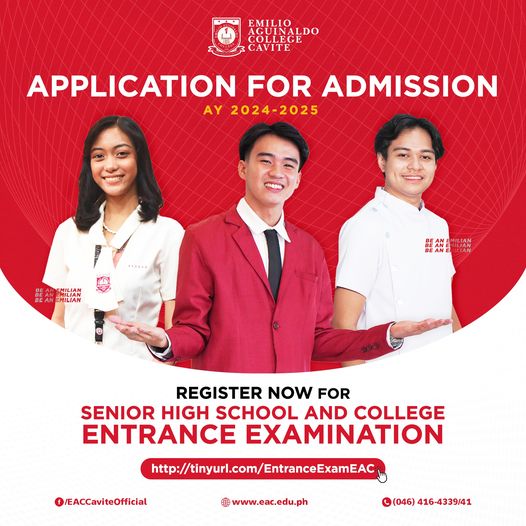 EMILIO
AGUINALDO
COLLEGE
CAVITE
APPLICATION FOR ADMISSION
AY 2024-2025
BE AN EMILIAN
BE AN EMILIAN
BE AN EMILIAN
BE AN EMILIAN
BE AN EMILIAN
BE AN EMILIAN
REGISTER NOW FOR
SENIOR HIGH SCHOOL AND COLLEGE
ENTRANCE EXAMINATION
http://tinyurl.com/EntranceExamEAC
/EACCaviteOfficial
www.eac.edu.ph
(046) 416-4339/41